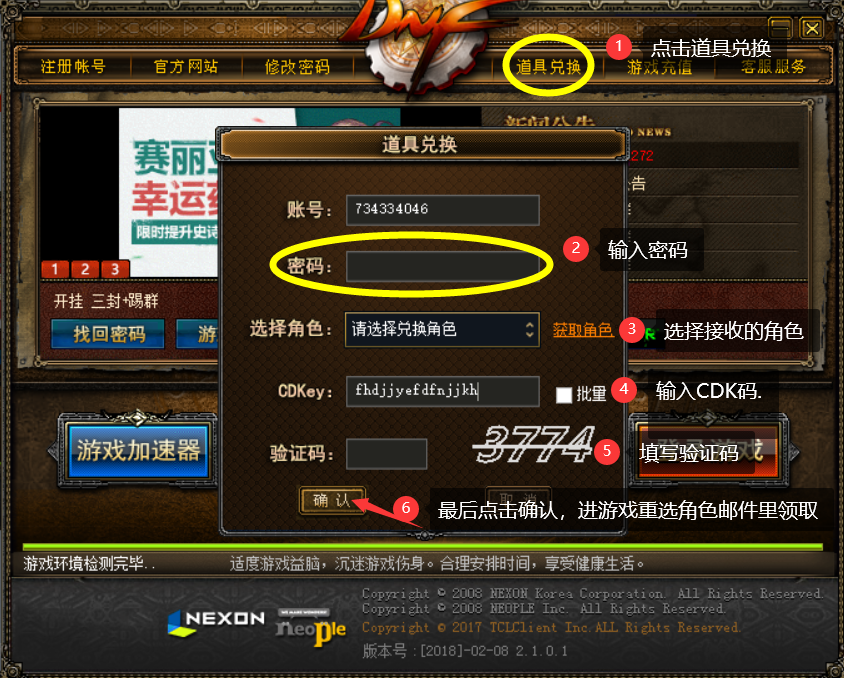 DNF
1 点击道具兑换
注册帐号 官方网站 修改密码 道具兑换 游戏充值 客服服务
新闻公告 NEWS
道具兑换
赛丽亚
272
幸运
告
账号： 734334046
限时提升史诗
密码：
2 输入密码
1 2 3
开挂 三封+踢群
选择角色： 请选择兑换角色 获取角色 3 选择接收的角色
找回密码 游
CDKey： fhdjjyefdfnjjkh 批量 4 输入CDK码.
游戏加速器
验证码： 3774 5 填写验证码
登录游戏
确认 取消
6 最后点击确认，进游戏重选角色邮件里领取
游戏环境检测完毕.. 适度游戏益脑，沉迷游戏伤身。合理安排时间，享受健康生活。
Copyright © 2008 NEXON Korea Corporation. All Rights Reserved.
Copyright © 2008 NEOPLE Inc. All Rights Reserved.
NEXON neople
Copyright © 2017 TCLClient Inc.ALL Rights Reserved.
版本号:[2018]-02-08 2.1.0.1